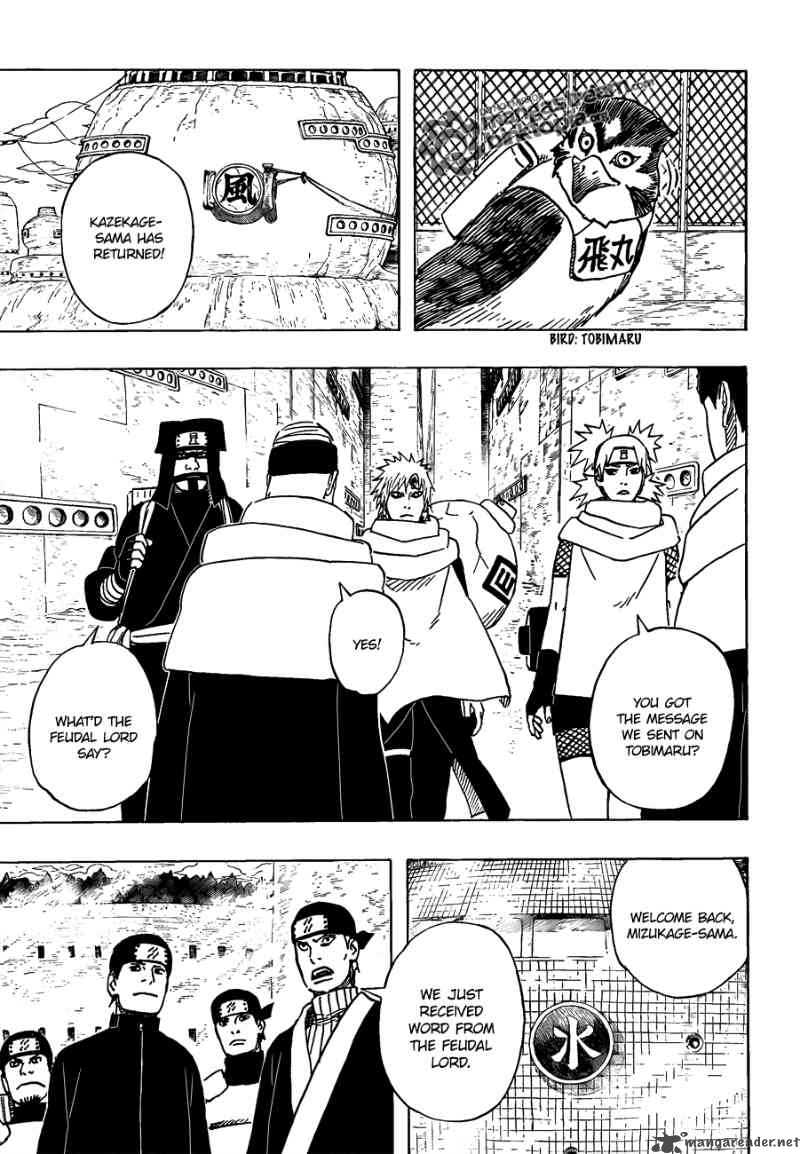 飛丸
BIRD: TOBIMARU
風
KAZEKAGE-
SAMA HAS
RETURNED!
YOU GOT
THE MESSAGE
WE SENT ON
TOBIMARU?
YES!
WHAT'D THE
FEUDAL LORD
SAY?
WELCOME BACK,
MIZUKAGE-SAMA.
水
WE JUST
RECEIVED
WORD FROM
THE FEUDAL
LORD.
mangareader.net